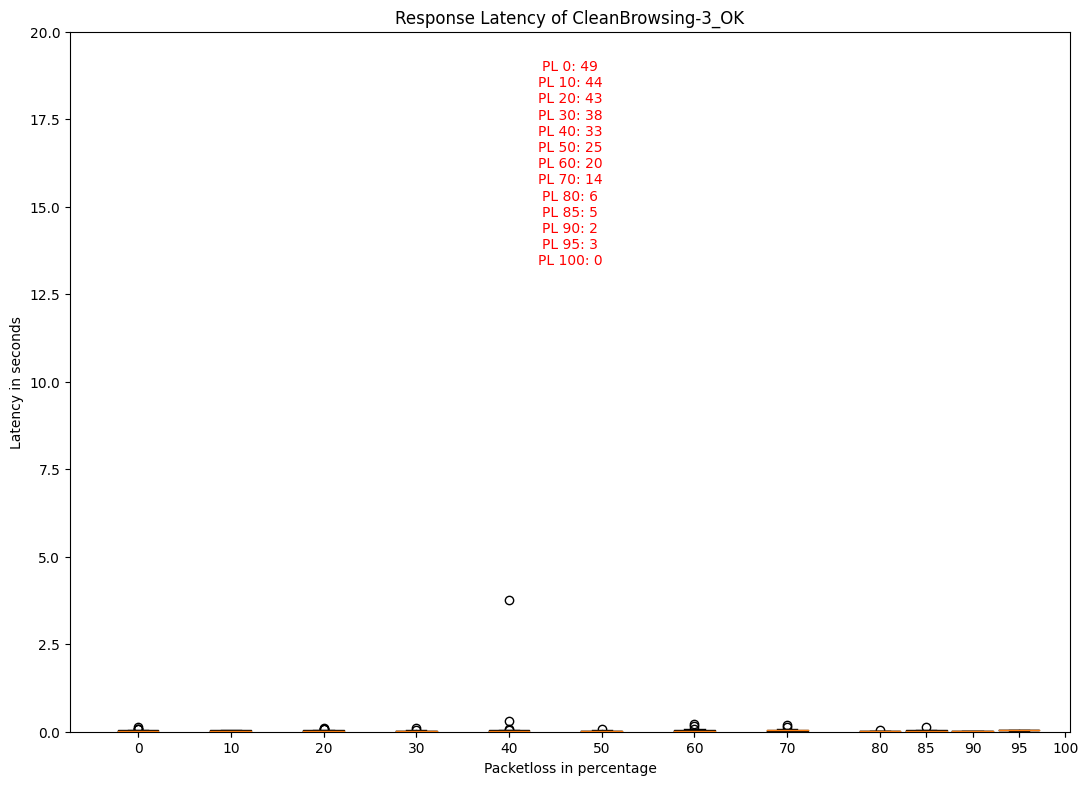 Response Latency of CleanBrowsing-3_OK
20.0
17.5
15.0
12.5
10.0
7.5
5.0
2.5
0.0
Latency in seconds
PL 0: 49
PL 10: 44
PL 20: 43
PL 30: 38
PL 40: 33
PL 50: 25
PL 60: 20
PL 70: 14
PL 80: 6
PL 85: 5
PL 90: 2
PL 95: 3
PL 100: 0
0 10 20 30 40 50 60 70 80 85 90 95 100
Packetloss in percentage